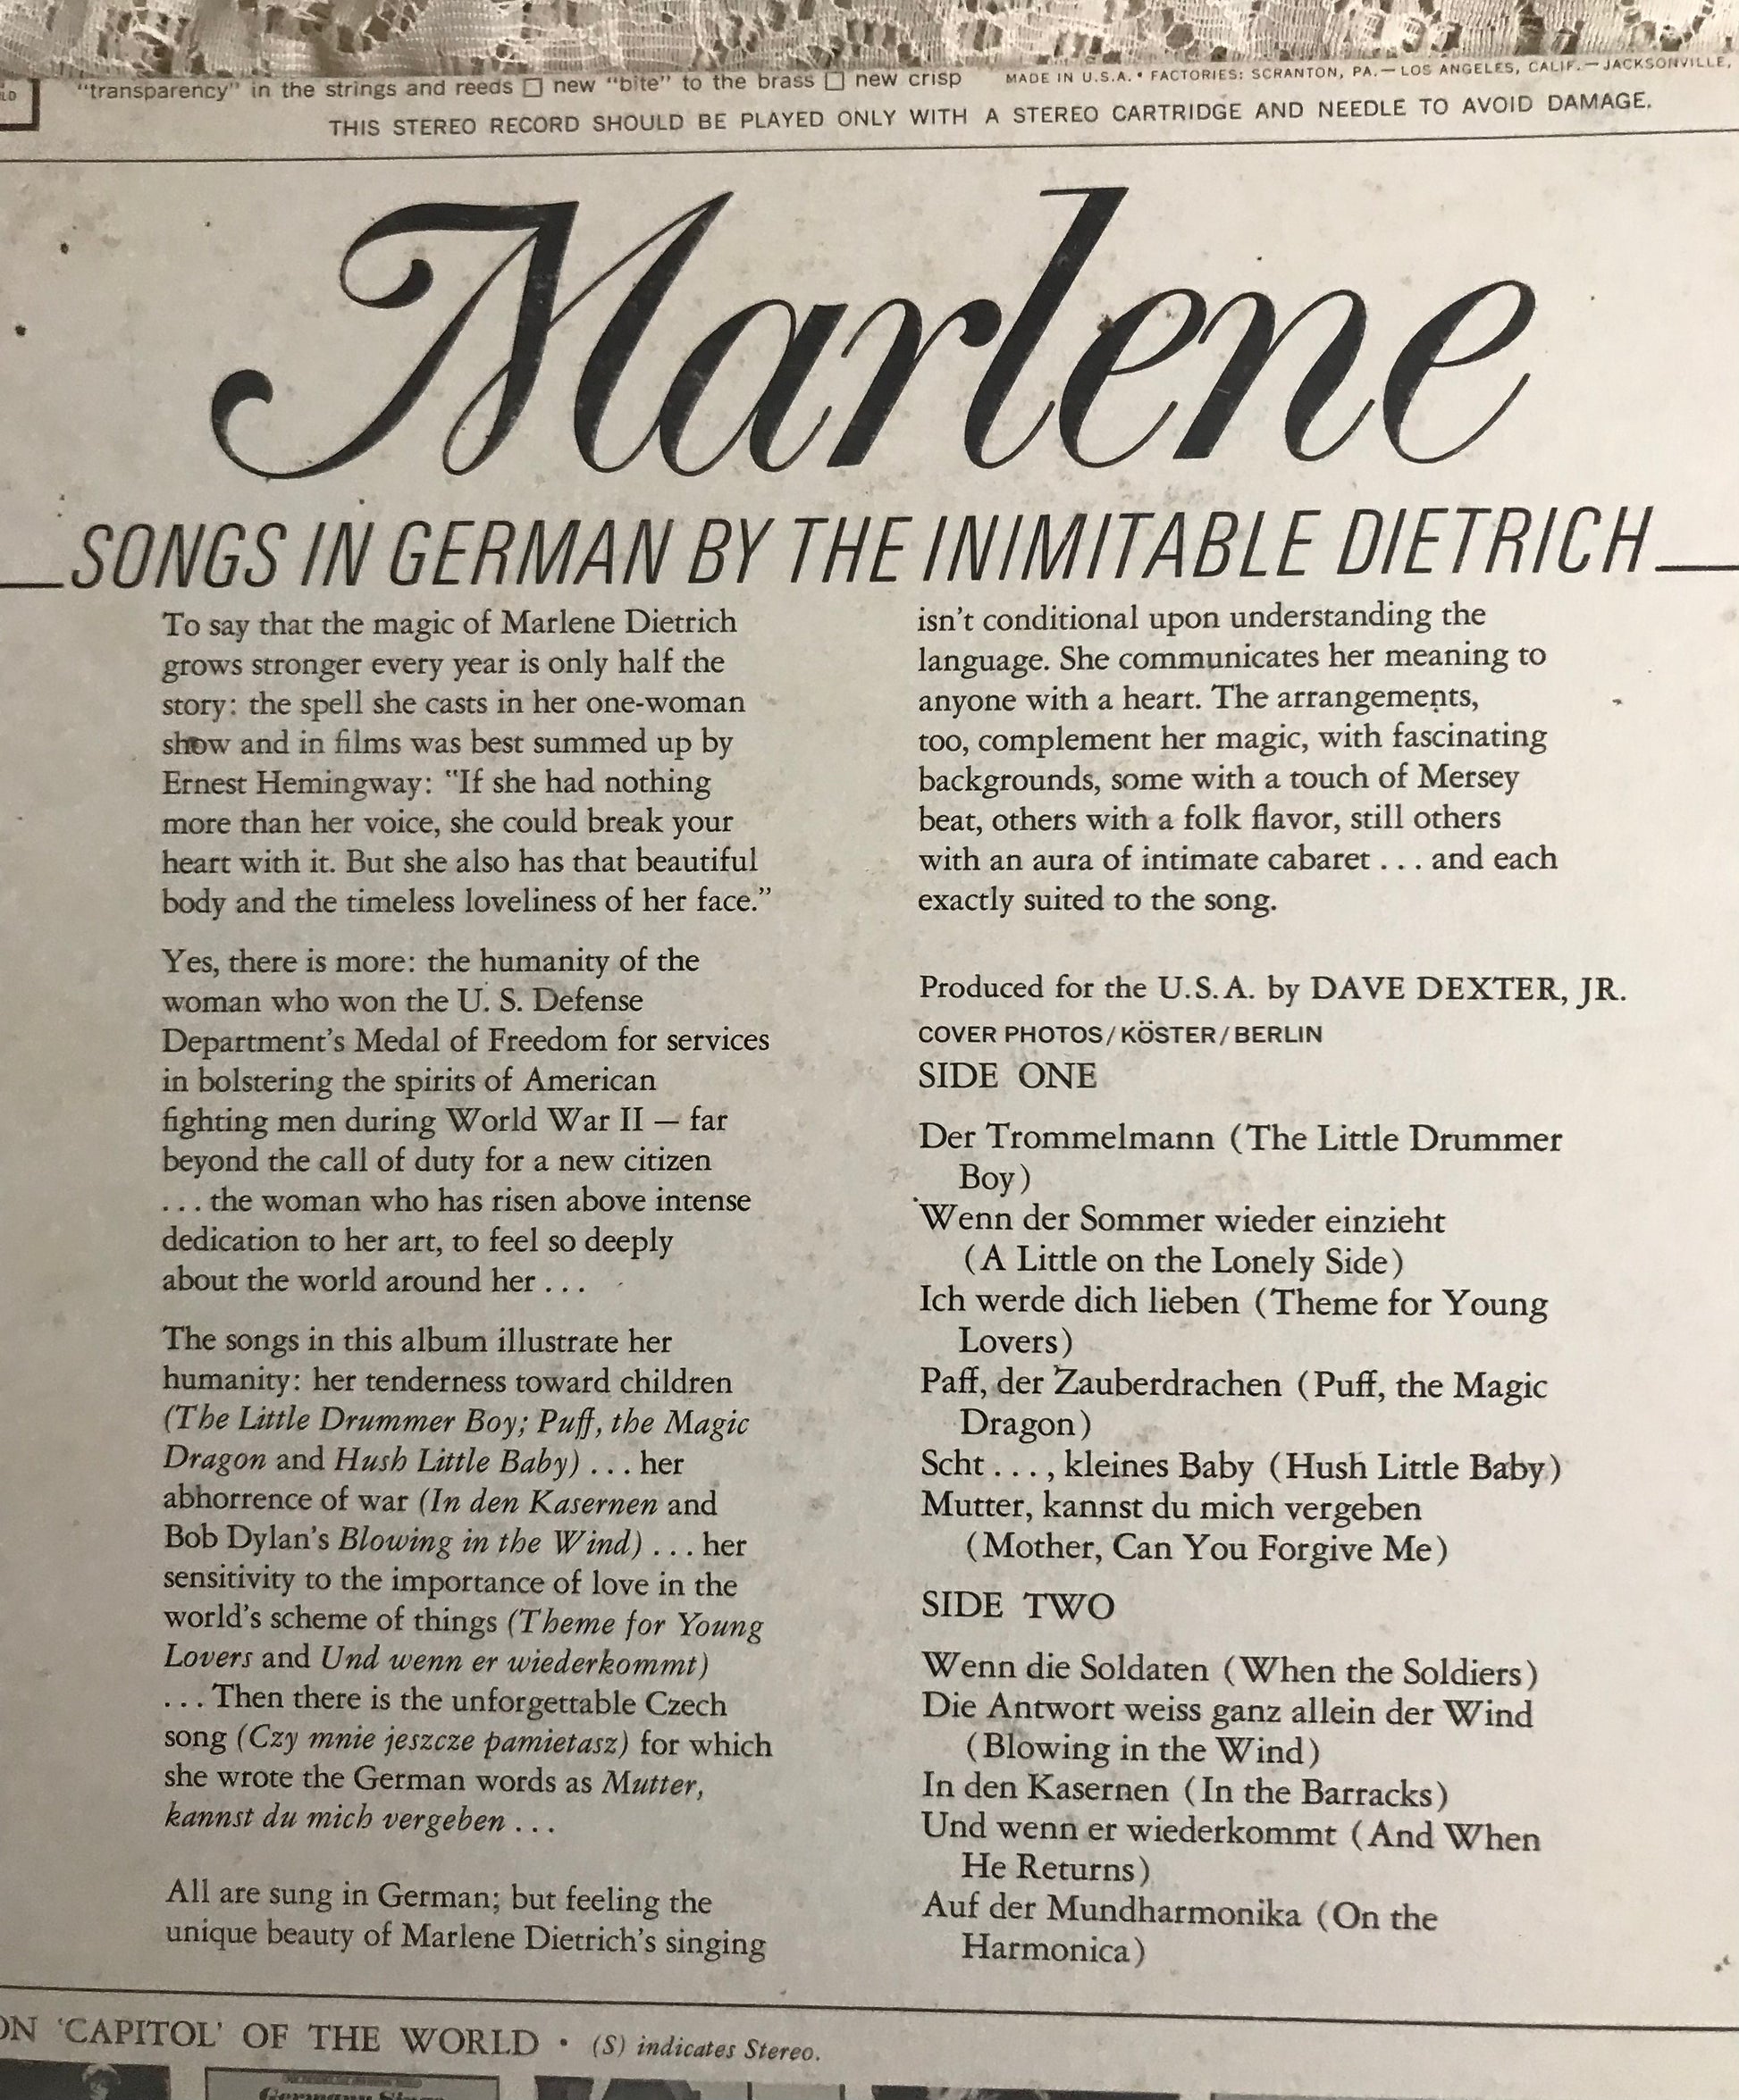 LD
"transparency" in the strings and reeds □ new "bite" to the brass □ new crisp
MADE IN U.S.A. • FACTORIES: SCRANTON, PA.—LOS ANGELES, CALIF.—JACKSONVILLE,
THIS STEREO RECORD SHOULD BE PLAYED ONLY WITH A STEREO CARTRIDGE AND NEEDLE TO AVOID DAMAGE.
Marlene
SONGS IN GERMAN BY THE INIMITABLE DIETRICH
To say that the magic of Marlene Dietrich
grows stronger every year is only half the
story: the spell she casts in her one-woman
show and in films was best summed up by
Ernest Hemingway: "If she had nothing
more than her voice, she could break your
heart with it. But she also has that beautiful
body and the timeless loveliness of her face."
Yes, there is more: the humanity of the
woman who won the U. S. Defense
Department's Medal of Freedom for services
in bolstering the spirits of American
fighting men during World War II — far
beyond the call of duty for a new citizen
. . . the woman who has risen above intense
dedication to her art, to feel so deeply
about the world around her . . .
The songs in this album illustrate her
humanity: her tenderness toward children
(The Little Drummer Boy; Puff, the Magic
Dragon and Hush Little Baby) . . . her
abhorrence of war (In den Kasernen and
Bob Dylan's Blowing in the Wind) . . . her
sensitivity to the importance of love in the
world's scheme of things (Theme for Young
Lovers and Und wenn er wiederkommt)
. . . Then there is the unforgettable Czech
song (Czy mnie jeszcze pamietasz) for which
she wrote the German words as Mutter,
kannst du mich vergeben . . .
All are sung in German; but feeling the
unique beauty of Marlene Dietrich's singing
isn't conditional upon understanding the
language. She communicates her meaning to
anyone with a heart. The arrangements,
too, complement her magic, with fascinating
backgrounds, some with a touch of Mersey
beat, others with a folk flavor, still others
with an aura of intimate cabaret . . . and each
exactly suited to the song.
Produced for the U.S.A. by DAVE DEXTER, JR.
COVER PHOTOS/KÖSTER/BERLIN
SIDE ONE
Der Trommelmann (The Little Drummer
Boy)
Wenn der Sommer wieder einzieht
(A Little on the Lonely Side)
Ich werde dich lieben (Theme for Young
Lovers)
Paff, der Zauberdrachen (Puff, the Magic
Dragon)
Scht . . . , kleines Baby (Hush Little Baby)
Mutter, kannst du mich vergeben
(Mother, Can You Forgive Me)
SIDE TWO
Wenn die Soldaten (When the Soldiers)
Die Antwort weiss ganz allein der Wind
(Blowing in the Wind)
In den Kasernen (In the Barracks)
Und wenn er wiederkommt (And When
He Returns)
Auf der Mundharmonika (On the
Harmonica)
ON 'CAPITOL' OF THE WORLD • (S) indicates Stereo.